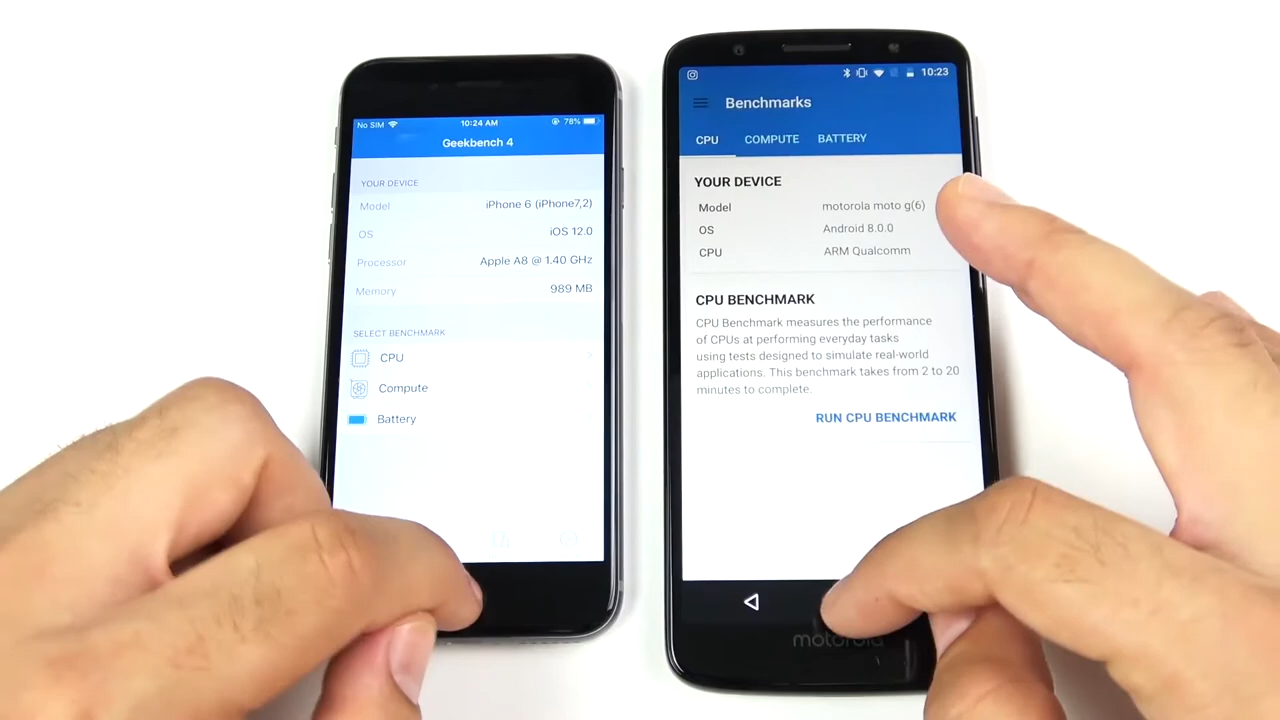 No SIM 10:24 AM 78%
Geekbench 4
YOUR DEVICE
Model iPhone 6 (iPhone7,2)
OS iOS 12.0
Processor Apple A8 @ 1.40 GHz
Memory 989 MB
SELECT BENCHMARK
CPU
Compute
Battery
10:23
Benchmarks
CPU COMPUTE BATTERY
YOUR DEVICE
Model motorola moto g(6)
OS Android 8.0.0
CPU ARM Qualcomm
CPU BENCHMARK
CPU Benchmark measures the performance
of CPUs at performing everyday tasks
using tests designed to simulate real-world
applications. This benchmark takes from 2 to 20
minutes to complete.
RUN CPU BENCHMARK
motorola